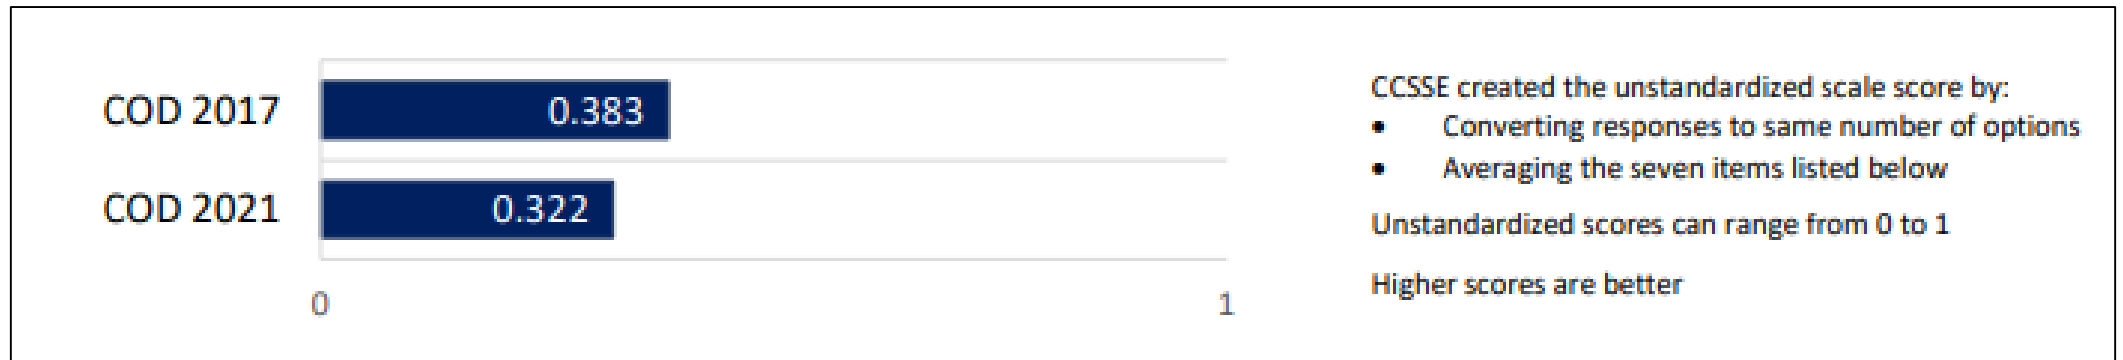 COD 2017
0.383
COD 2021
0.322
0
1
CCSSE created the unstandardized scale score by:
• Converting responses to same number of options
• Averaging the seven items listed below
Unstandardized scores can range from 0 to 1
Higher scores are better